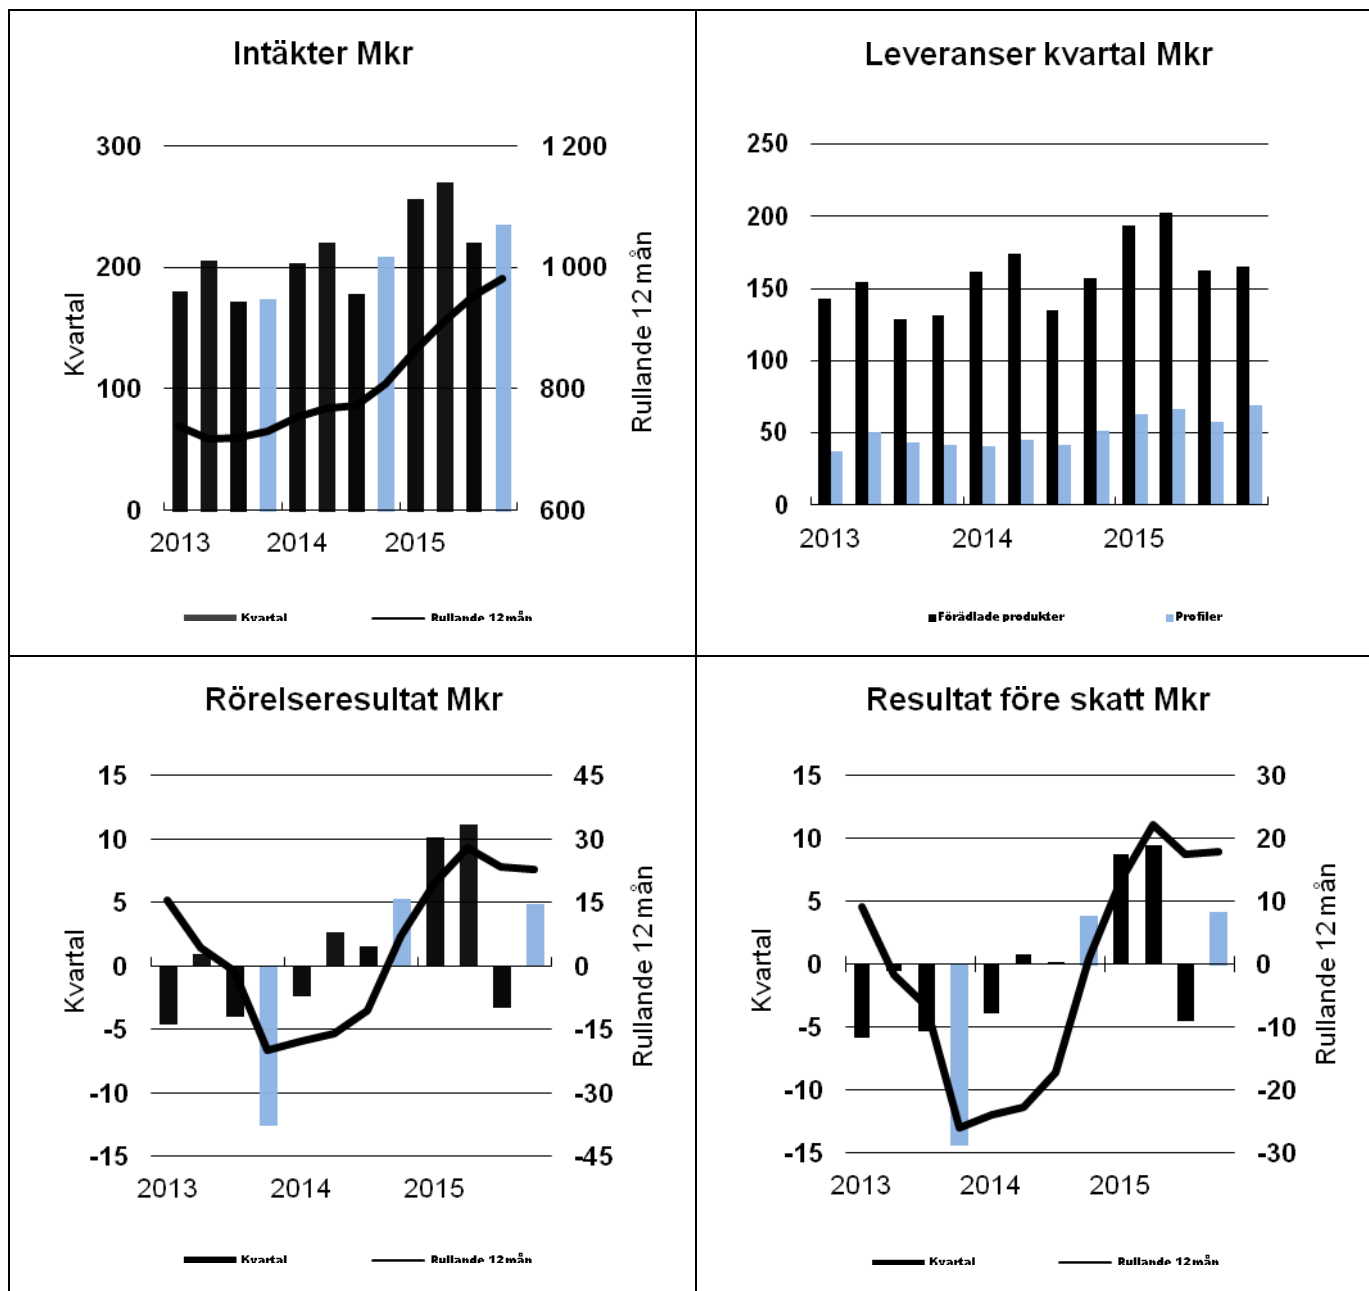 Intäkter Mkr
300
200
100
0
Kvartal
1 200
1 000
800
600
Rullande 12 mån
2013 2014 2015
Kvartal Rullande 12 mån
Leveranser kvartal Mkr
250
200
150
100
50
0
2013 2014 2015
Förädlade produkter Profiler
Rörelseresultat Mkr
15
10
5
0
-5
-10
-15
Kvartal
45
30
15
0
-15
-30
-45
Rullande 12 mån
2013 2014 2015
Kvartal Rullande 12 mån
Resultat före skatt Mkr
15
10
5
0
-5
-10
-15
Kvartal
30
20
10
0
-10
-20
-30
Rullande 12 mån
2013 2014 2015
Kvartal Rullande 12 mån